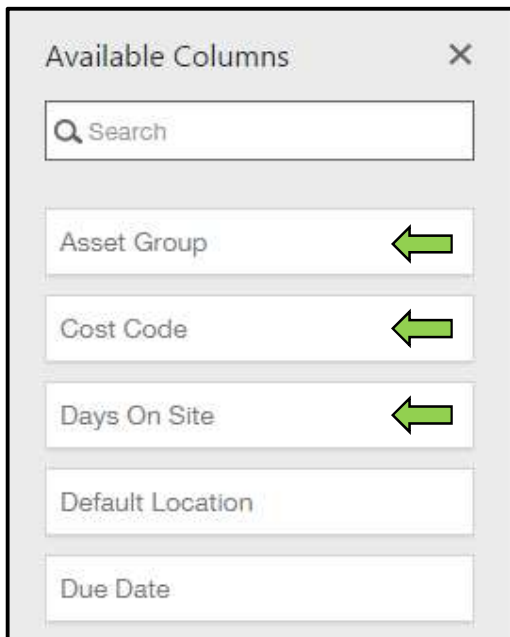 Available Columns
Search
Asset Group
Cost Code
Days On Site
Default Location
Due Date